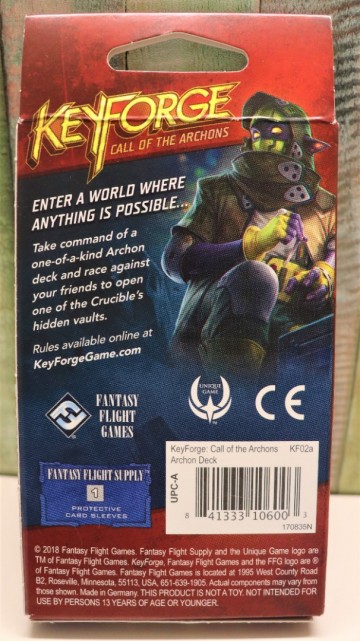 KEYFORGE
CALL OF THE ARCHONS
ENTER A WORLD WHERE
ANYTHING IS POSSIBLE...
Take command of a
one-of-a-kind Archon
deck and race against
your friends to open
one of the Crucible's
hidden vaults.
Rules available online at
KeyForgeGame.com
FANTASY
FLIGHT
GAMES
UNIQUE
GAME
TM
CE
FANTASY FLIGHT SUPPLY
1
PROTECTIVE
CARD SLEEVES
KeyForge: Call of the Archons KF02a
Archon Deck
UPC-A
8 41333 10600 3
170835N
© 2018 Fantasy Flight Games. Fantasy Flight Supply and the Unique Game logo are
TM of Fantasy Flight Games. KeyForge, Fantasy Flight Games and the FFG logo are ®
of Fantasy Flight Games. Fantasy Flight Games is located at 1995 West County Road
B2, Roseville, Minnesota, 55113, USA, 651-639-1905. Actual components may vary from
those shown. Made in Germany. THIS PRODUCT IS NOT A TOY. NOT INTENDED FOR
USE BY PERSONS 13 YEARS OF AGE OR YOUNGER.